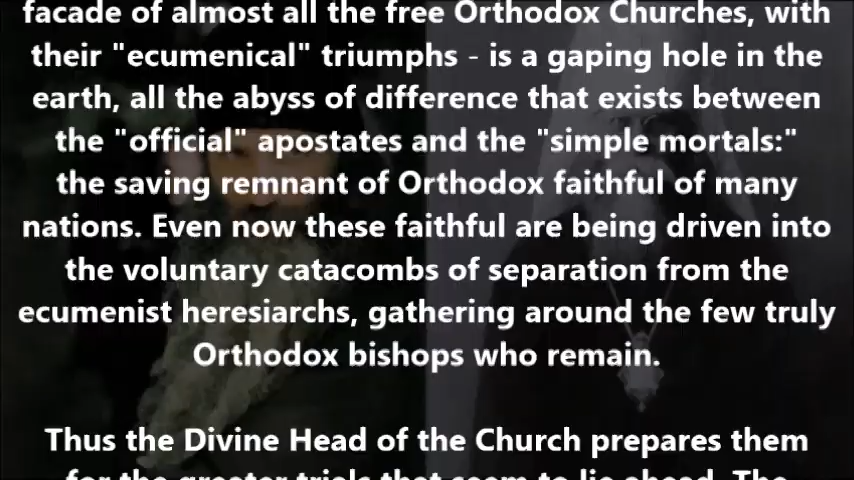 facade of almost all the free Orthodox Churches, with
their "ecumenical" triumphs - is a gaping hole in the
earth, all the abyss of difference that exists between
the "official" apostates and the "simple mortals:"
the saving remnant of Orthodox faithful of many
nations. Even now these faithful are being driven into
the voluntary catacombs of separation from the
ecumenist heresiarchs, gathering around the few truly
Orthodox bishops who remain.
Thus the Divine Head of the Church prepares them
for the greater trials that seem to lie ahead. The